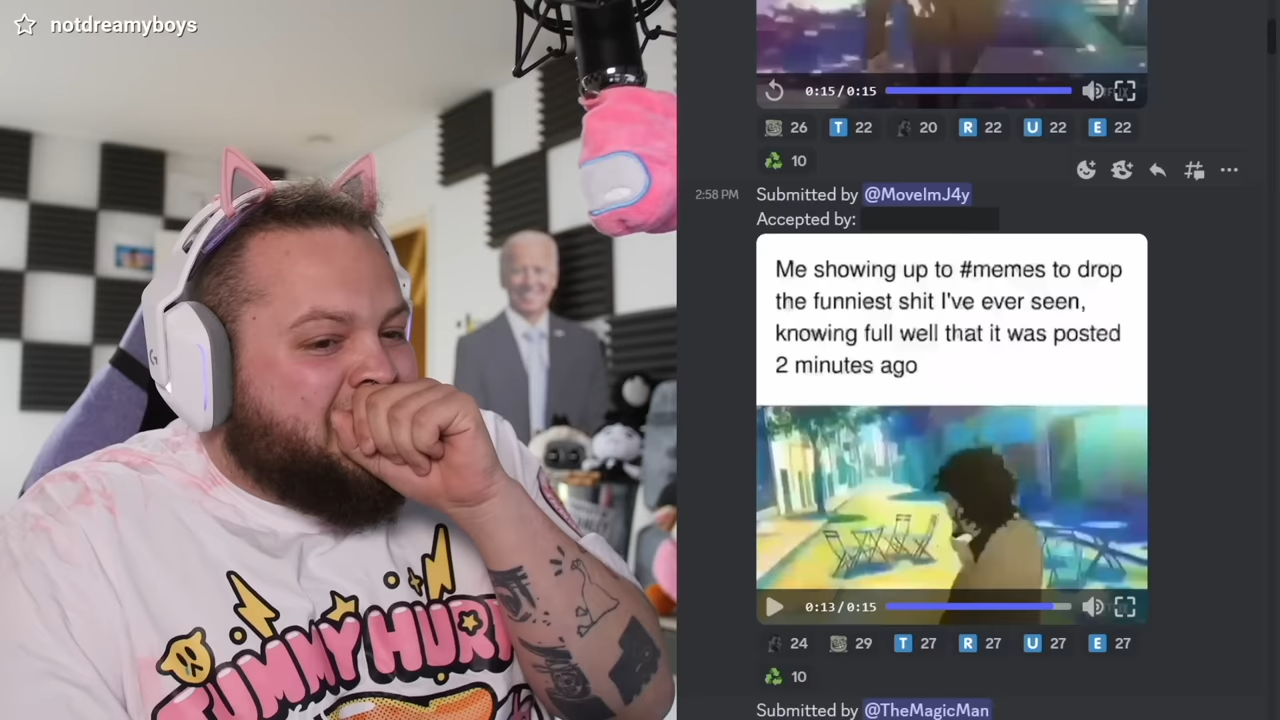 notdreamyboys
0:15/0:15
26 T 22 20 R 22 U 22 E 22
10
2:58 PM Submitted by @MoveImJ4y
Accepted by:
Me showing up to #memes to drop
the funniest shit I've ever seen,
knowing full well that it was posted
2 minutes ago
0:13/0:15
24 29 T 27 R 27 U 27 E 27
10
Submitted by @TheMagicMan
TUMMY HURT